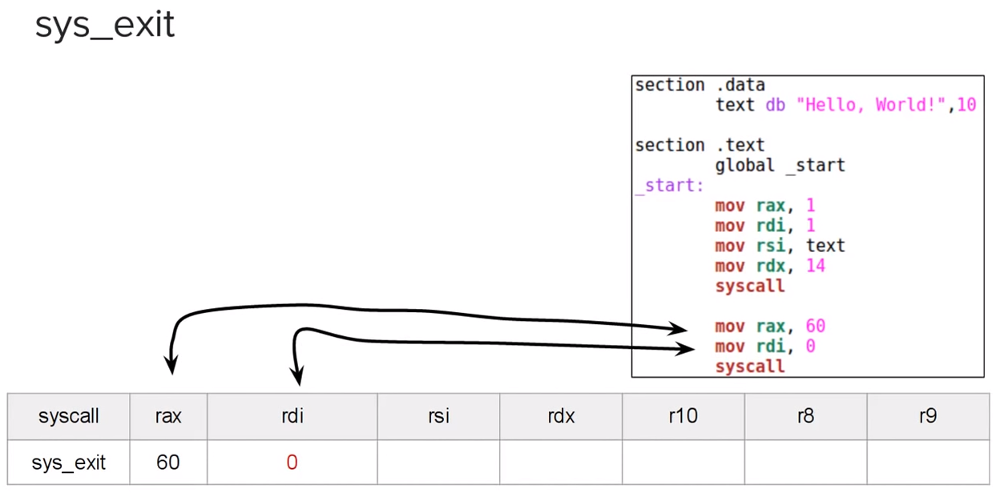 sys_exit
section .data
text db "Hello, World!",10
section .text
global _start
_start:
mov rax, 1
mov rdi, 1
mov rsi, text
mov rdx, 14
syscall
mov rax, 60
mov rdi, 0
syscall
syscall rax rdi rsi rdx r10 r8 r9
sys_exit 60 0